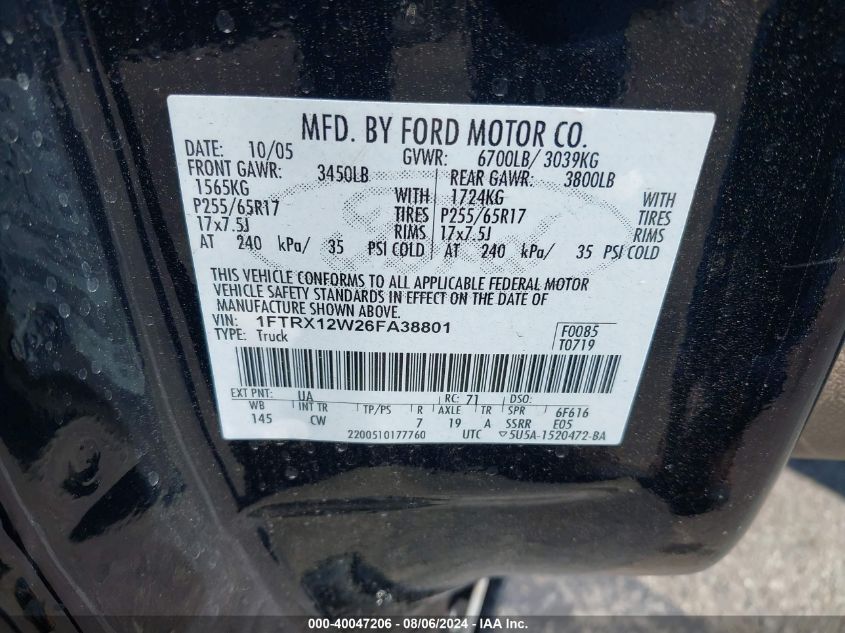 MFD. BY FORD MOTOR CO.
DATE: 10/05 GVWR: 6700LB/ 3039KG
FRONT GAWR: 3450LB REAR GAWR: 3800LB
1565KG WITH 1724KG WITH
P255/65R17 TIRES P255/65R17 TIRES
17x7.5J RIMS 17x7.5J RIMS
AT 240 kPa/ 35 PSI COLD AT 240 kPa/ 35 PSI COLD
THIS VEHICLE CONFORMS TO ALL APPLICABLE FEDERAL MOTOR
VEHICLE SAFETY STANDARDS IN EFFECT ON THE DATE OF
MANUFACTURE SHOWN ABOVE.
VIN: 1FTRX12W26FA38801 F0085
TYPE: Truck T0719
EXT PNT: UA RC: 71 DSO:
WB INT TR TP/PS R AXLE TR SPR 6F616
145 CW 7 19 A SSRR E05
2200510177760 UTC ▽5U5A-1520472-BA
000-40047206 - 08/06/2024 - IAA Inc.